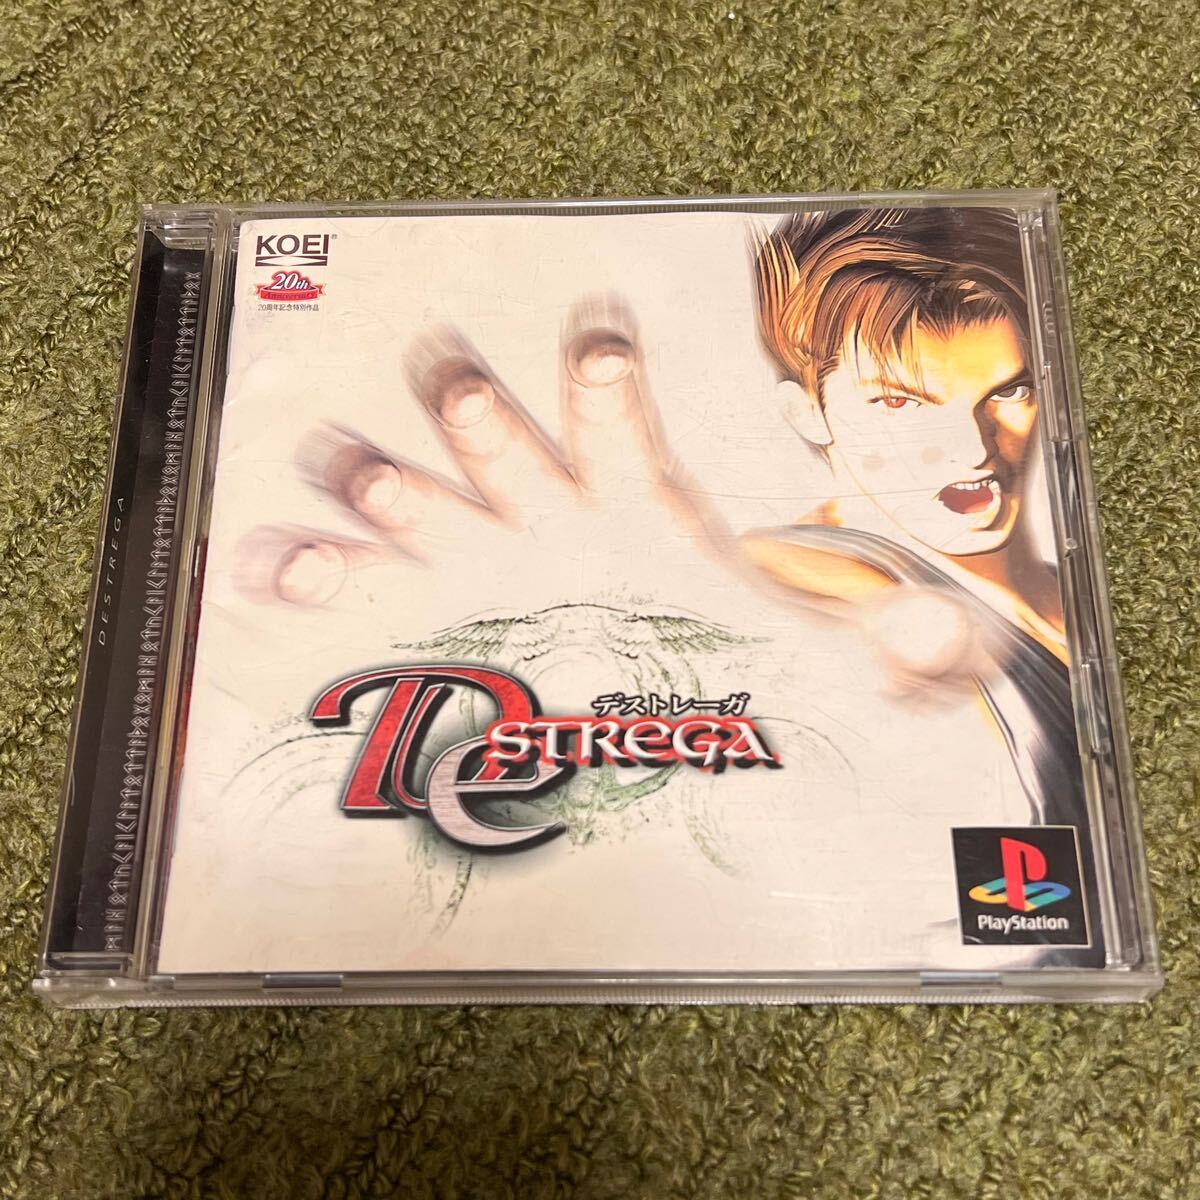 KOEI®
20th
Anniversary
20周年記念特別作品
DESTREGA
デストレーガ
DeSTREGA
PlayStation